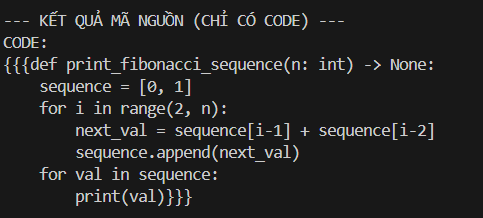 --- KẾT QUẢ MÃ NGUỒN (CHỈ CÓ CODE) ---
CODE:
{{{def print_fibonacci_sequence(n: int) -> None:
    sequence = [0, 1]
    for i in range(2, n):
        next_val = sequence[i-1] + sequence[i-2]
        sequence.append(next_val)
    for val in sequence:
        print(val)}}}